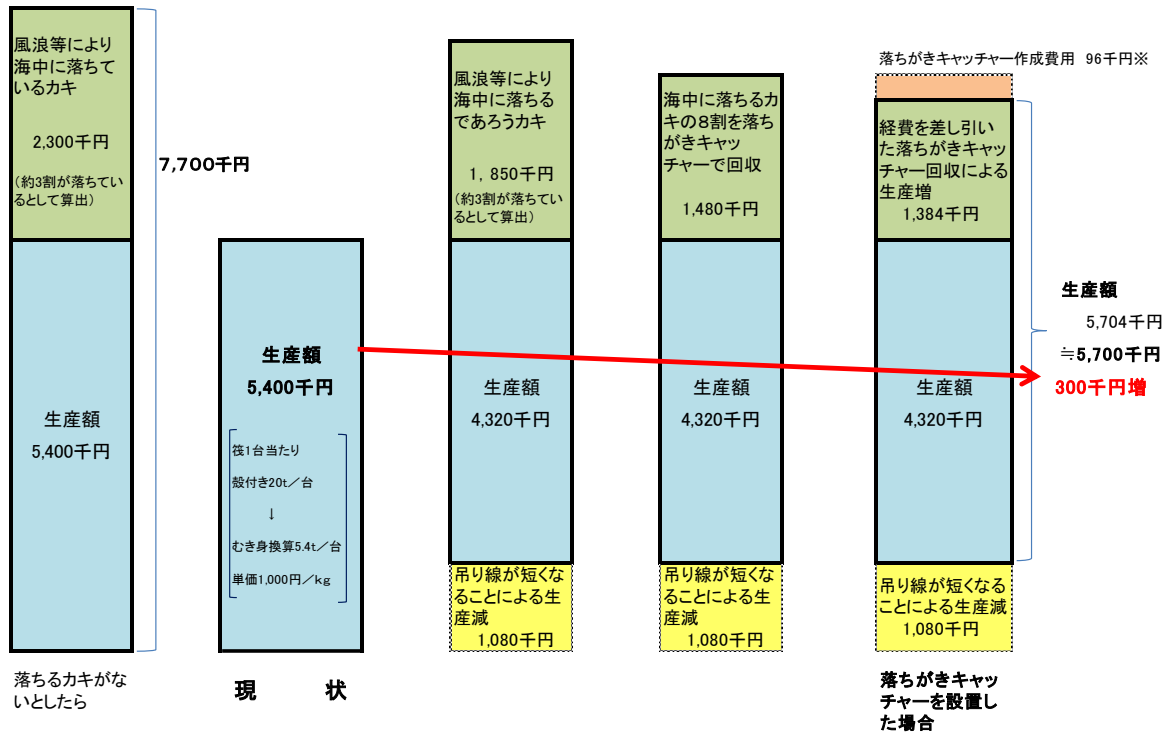 風浪等により
海中に落ちて
いるカキ
2,300千円
(約3割が落ちてい
るとして算出)
7,700千円
生産額
5,400千円
落ちるカキがな
いとしたら
生産額
5,400千円
筏1台当たり
殻付き20t／台
↓
むき身換算5.4t／台
単価1,000円／kg
現 状
風浪等により
海中に落ちる
であろうカキ
1，850千円
(約3割が落ちてい
るとして算出)
生産額
4,320千円
吊り線が短くな
ることによる生
産減
1,080千円
海中に落ちるカ
キの8割を落ち
がきキャッ
チャーで回収
1,480千円
生産額
4,320千円
吊り線が短くな
ることによる生
産減
1,080千円
落ちがきキャッチャー作成費用 96千円※
経費を差し引い
た落ちがきキャッ
チャー回収による
生産増
1,384千円
生産額
4,320千円
吊り線が短くなる
ことによる生産減
1,080千円
落ちがきキャッ
チャーを設置し
た場合
生産額
5,704千円
≒5,700千円
300千円増